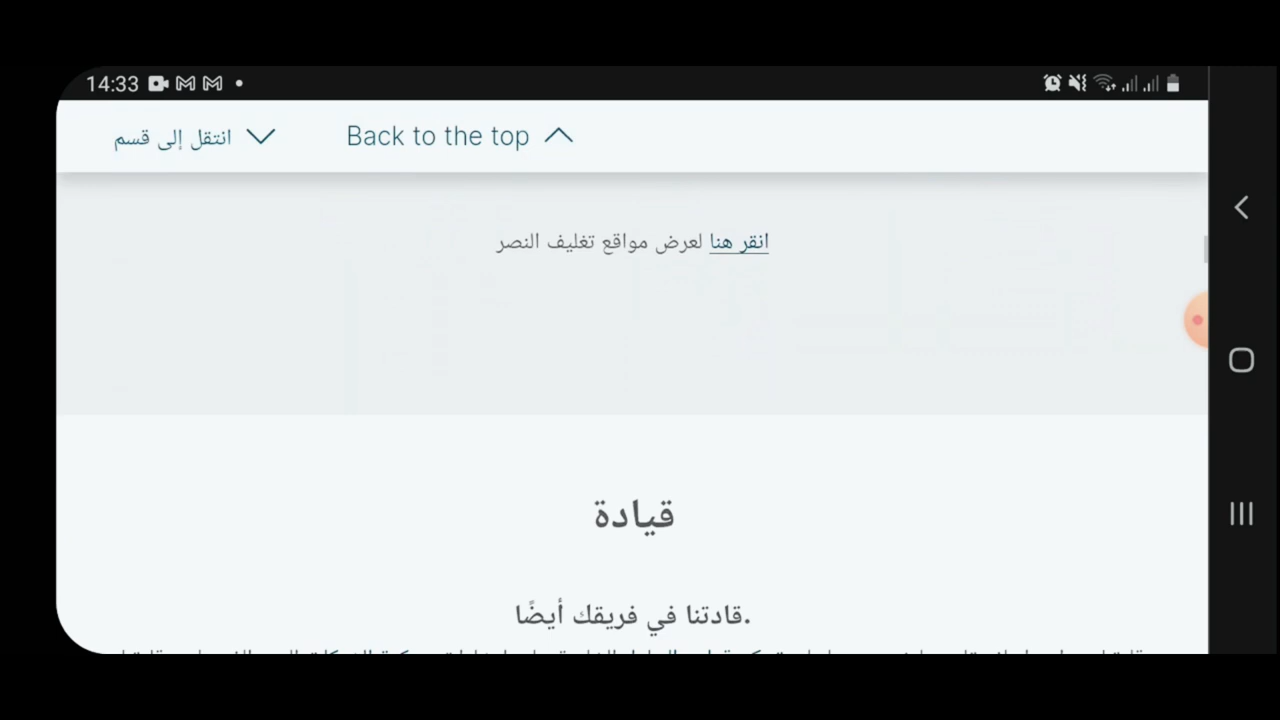 14:33
انتقل إلى قسم
Back to the top
انقر هنا لعرض مواقع تغليف النصر
قيادة
.قادتنا في فريقك أيضًا